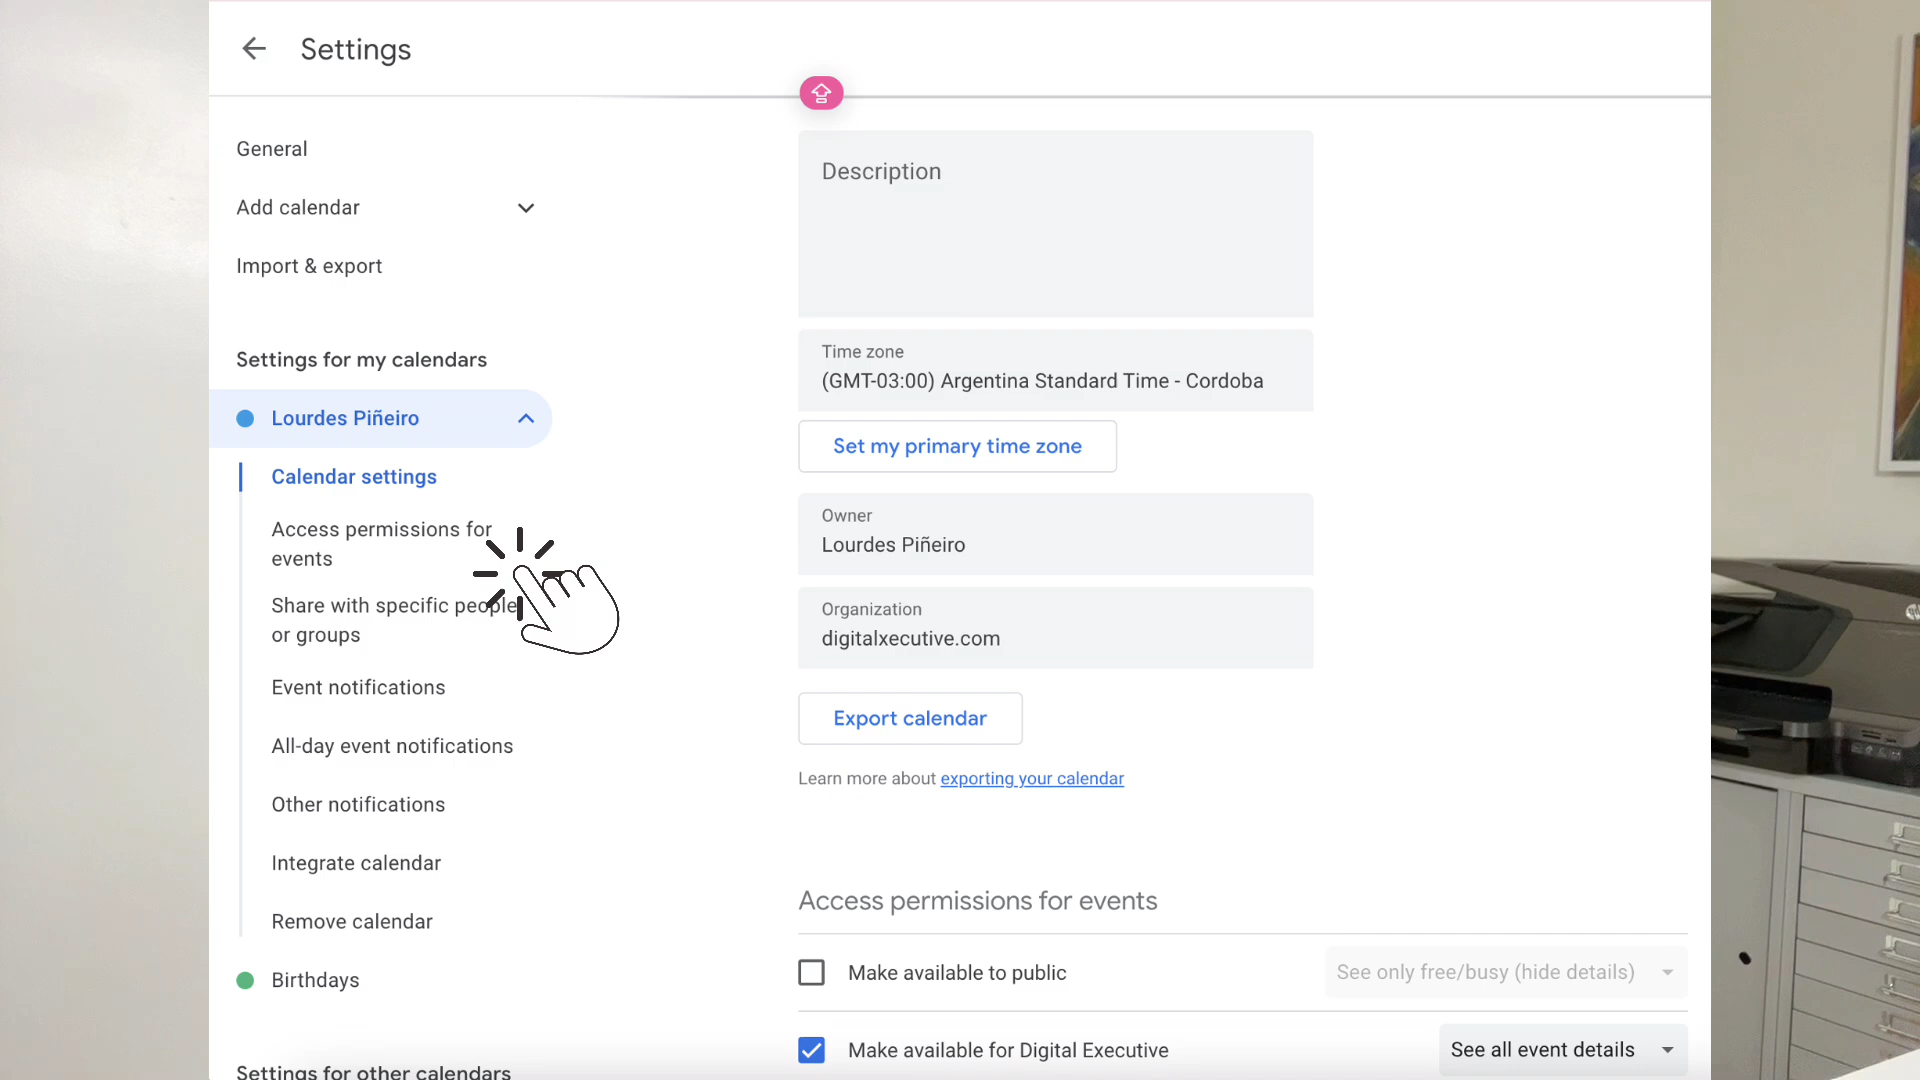 Settings
General
Add calendar
Import & export
Settings for my calendars
Lourdes Piñeiro
Calendar settings
Access permissions for
events
Share with specific people
or groups
Event notifications
All-day event notifications
Other notifications
Integrate calendar
Remove calendar
Birthdays
Settings for other calendars
Description
Time zone
(GMT-03:00) Argentina Standard Time - Cordoba
Set my primary time zone
Owner
Lourdes Piñeiro
Organization
digitalxecutive.com
Export calendar
Learn more about exporting your calendar
Access permissions for events
Make available to public
See only free/busy (hide details)
Make available for Digital Executive
See all event details
hp